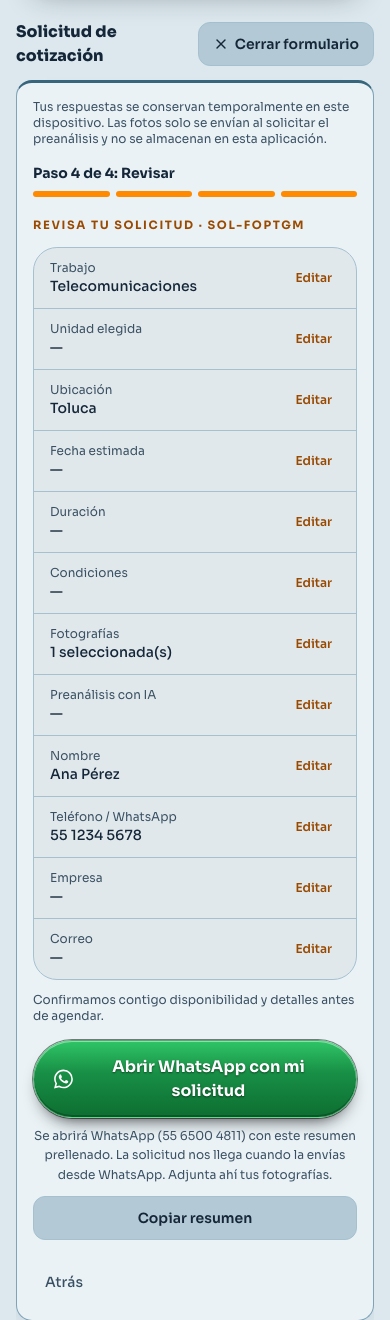 Solicitud de
cotización
Cerrar formulario
Tus respuestas se conservan temporalmente en este
dispositivo. Las fotos solo se envían al solicitar el
preanálisis y no se almacenan en esta aplicación.
Paso 4 de 4: Revisar
REVISA TU SOLICITUD · SOL-FOPTGM
Trabajo
Telecomunicaciones
Editar
Unidad elegida
—
Editar
Ubicación
Toluca
Editar
Fecha estimada
—
Editar
Duración
—
Editar
Condiciones
—
Editar
Fotografías
1 seleccionada(s)
Editar
Preanálisis con IA
—
Editar
Nombre
Ana Pérez
Editar
Teléfono / WhatsApp
55 1234 5678
Editar
Empresa
—
Editar
Correo
—
Editar
Confirmamos contigo disponibilidad y detalles antes
de agendar.
Abrir WhatsApp con mi
solicitud
Se abrirá WhatsApp (55 6500 4811) con este resumen
prellenado. La solicitud nos llega cuando la envías
desde WhatsApp. Adjunta ahí tus fotografías.
Copiar resumen
Atrás